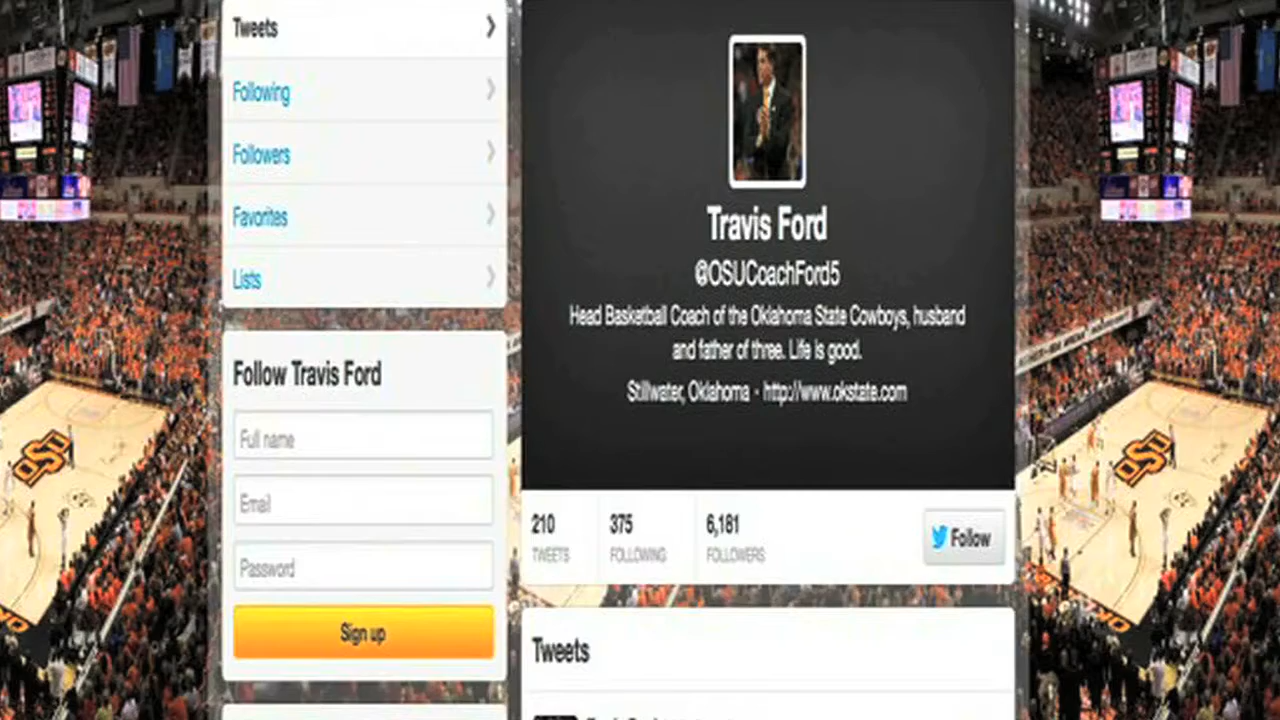 Tweets
Following
Followers
Favorites
Lists
Follow Travis Ford
Full name
Email
Password
Sign up
Travis Ford
@OSUCoachFord5
Head Basketball Coach of the Oklahoma State Cowboys, husband
and father of three. Life is good.
Stillwater, Oklahoma · http://www.okstate.com
210
TWEETS
375
FOLLOWING
6,181
FOLLOWERS
Follow
Tweets
OSU
OSU